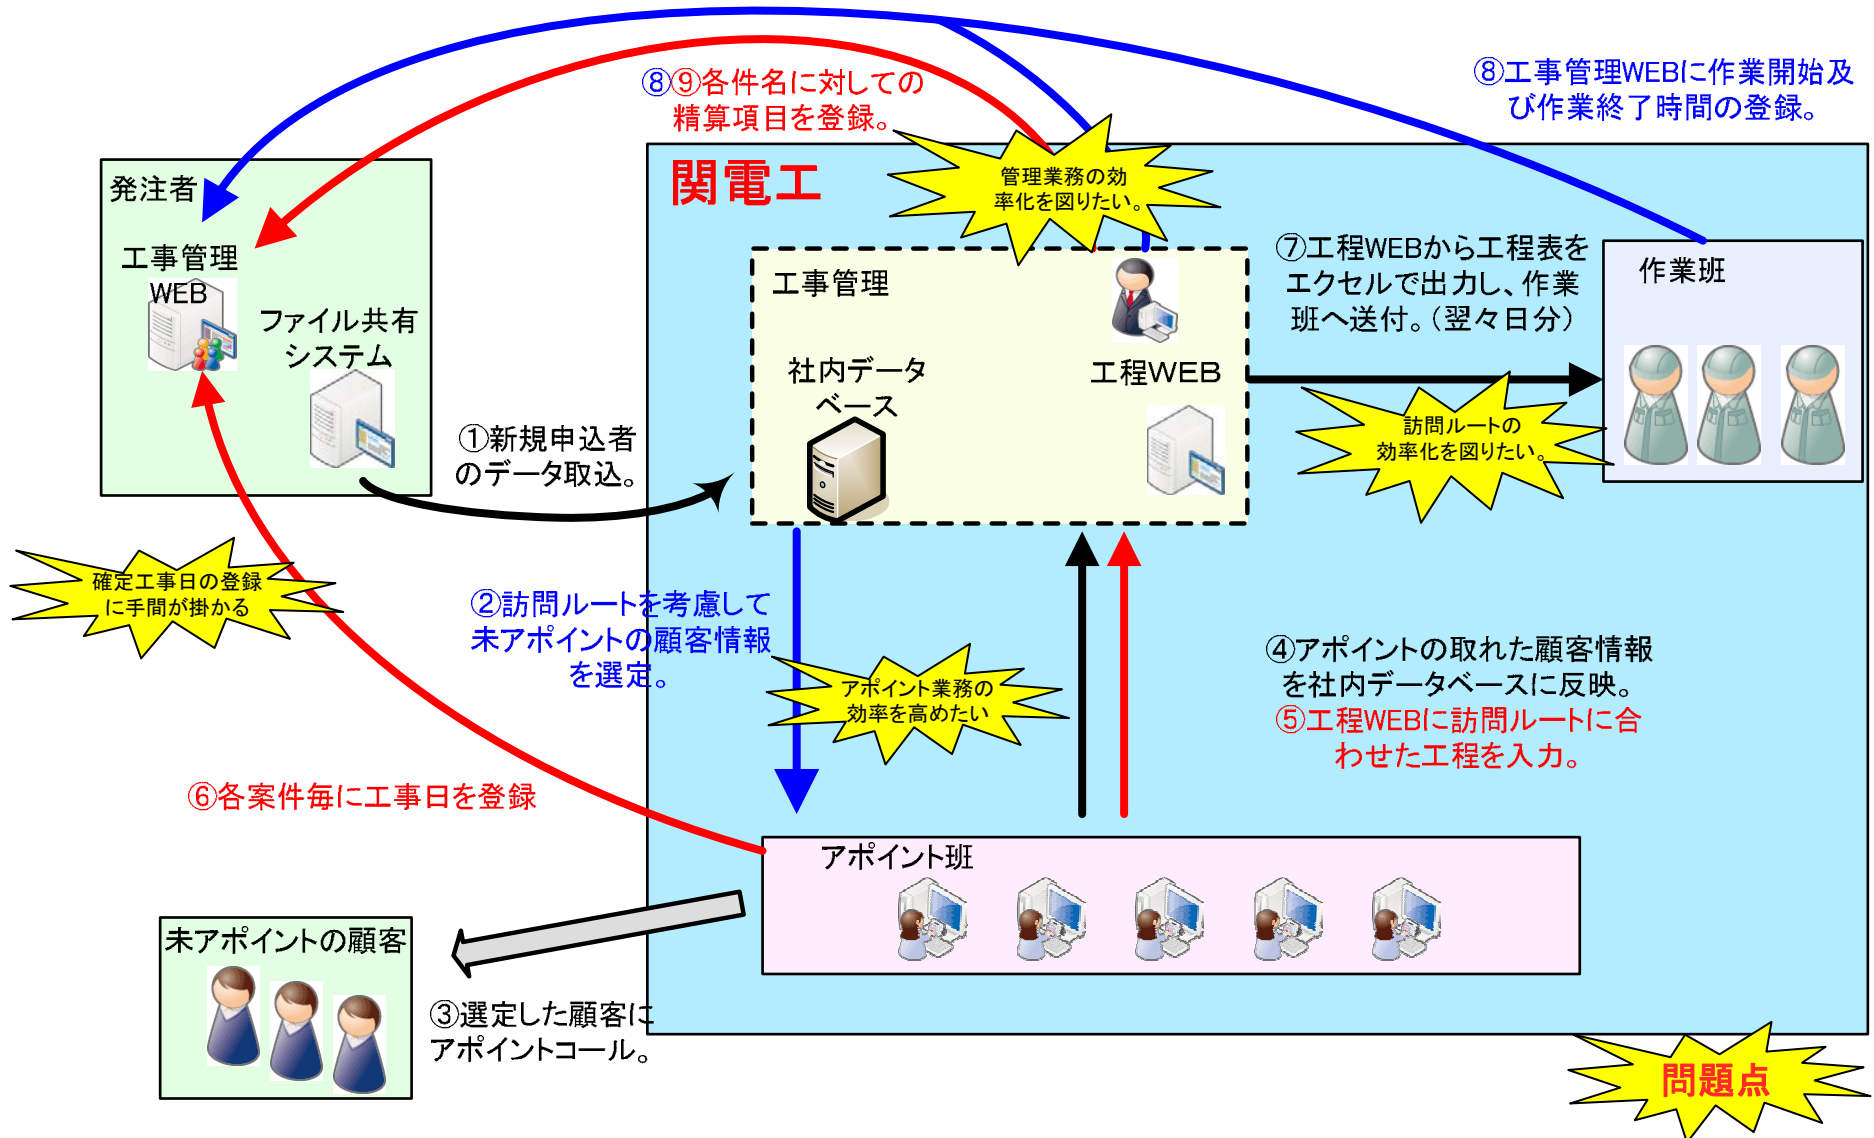 ⑧⑨各件名に対しての
精算項目を登録。
⑧工事管理WEBに作業開始及
び作業終了時間の登録。
発注者
工事管理
WEB
ファイル共有
システム
関電工
管理業務の効
率化を図りたい。
工事管理
社内データ
ベース
工程WEB
⑦工程WEBから工程表を
エクセルで出力し、作業
班へ送付。(翌々日分)
作業班
訪問ルートの
効率化を図りたい。
①新規申込者
のデータ取込。
確定工事日の登録
に手間が掛かる
②訪問ルートを考慮して
未アポイントの顧客情報
を選定。
アポイント業務の
効率を高めたい
④アポイントの取れた顧客情報
を社内データベースに反映。
⑤工程WEBに訪問ルートに合
わせた工程を入力。
⑥各案件毎に工事日を登録
アポイント班
未アポイントの顧客
③選定した顧客に
アポイントコール。
問題点